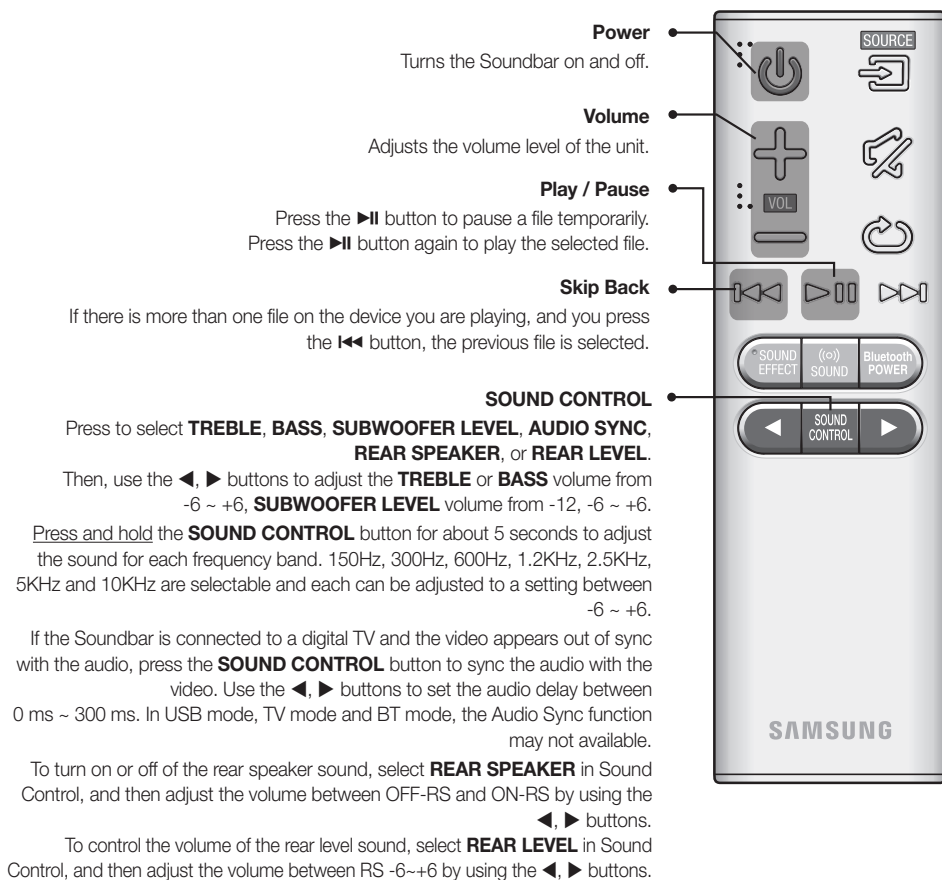 Power
Turns the Soundbar on and off.
Volume
Adjusts the volume level of the unit.
Play / Pause
Press the ▶II button to pause a file temporarily.
Press the ▶II button again to play the selected file.
Skip Back
If there is more than one file on the device you are playing, and you press
the I◀◀ button, the previous file is selected.
SOUND CONTROL
Press to select TREBLE, BASS, SUBWOOFER LEVEL, AUDIO SYNC,
REAR SPEAKER, or REAR LEVEL.
Then, use the ◀, ▶ buttons to adjust the TREBLE or BASS volume from
-6 ~ +6, SUBWOOFER LEVEL volume from -12, -6 ~ +6.
Press and hold the SOUND CONTROL button for about 5 seconds to adjust
the sound for each frequency band. 150Hz, 300Hz, 600Hz, 1.2KHz, 2.5KHz,
5KHz and 10KHz are selectable and each can be adjusted to a setting between
-6 ~ +6.
If the Soundbar is connected to a digital TV and the video appears out of sync
with the audio, press the SOUND CONTROL button to sync the audio with the
video. Use the ◀, ▶ buttons to set the audio delay between
0 ms ~ 300 ms. In USB mode, TV mode and BT mode, the Audio Sync function
may not available.
To turn on or off of the rear speaker sound, select REAR SPEAKER in Sound
Control, and then adjust the volume between OFF-RS and ON-RS by using the
◀, ▶ buttons.
To control the volume of the rear level sound, select REAR LEVEL in Sound
Control, and then adjust the volume between RS -6~+6 by using the ◀, ▶ buttons.
SOURCE
VOL
SOUND
EFFECT
SOUND
Bluetooth
POWER
SOUND
CONTROL
SAMSUNG